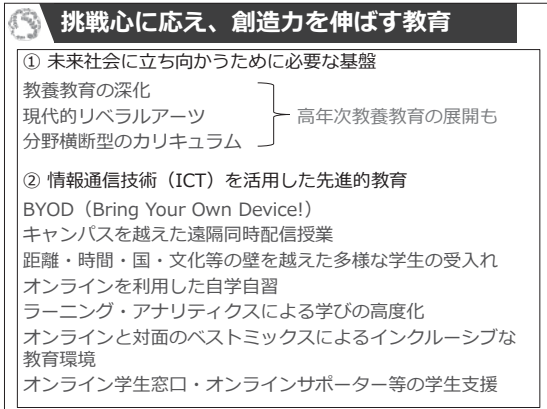 挑戦心に応え、創造力を伸ばす教育
① 未来社会に立ち向かうために必要な基盤
教養教育の深化
現代的リベラルアーツ
分野横断型のカリキュラム
高年次教養教育の展開も
② 情報通信技術（ICT）を活用した先進的教育
BYOD（Bring Your Own Device!）
キャンパスを越えた遠隔同時配信授業
距離・時間・国・文化等の壁を越えた多様な学生の受入れ
オンラインを利用した自学自習
ラーニング・アナリティクスによる学びの高度化
オンラインと対面のベストミックスによるインクルーシブな
教育環境
オンライン学生窓口・オンラインサポーター等の学生支援